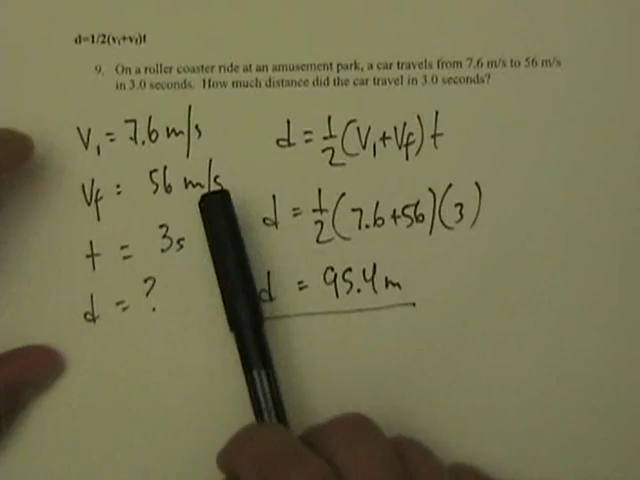 d=1/2(v₁+vf)t
9. On a roller coaster ride at an amusement park, a car travels from 7.6 m/s to 56 m/s
in 3.0 seconds. How much distance did the car travel in 3.0 seconds?
V₁ = 7.6 m/s
Vf = 56 m/s
t = 3s
d = ?
d = 1/2 (V₁+Vf) t
d = 1/2 (7.6+56)(3)
d = 95.4m